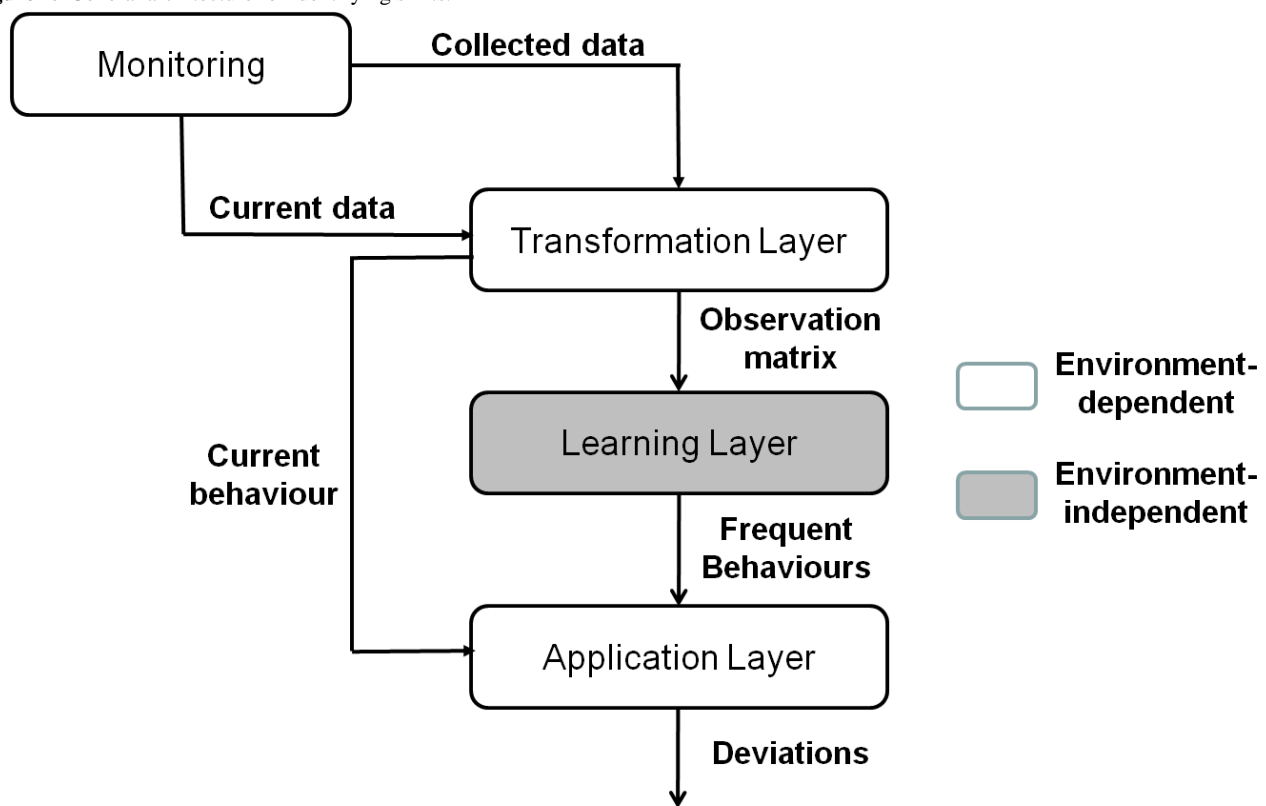 Collected data
Monitoring
Current data
Transformation Layer
Observation
matrix
Environment-
dependent
Learning Layer
Current
behaviour
Environment-
independent
Frequent
Behaviours
Application Layer
Deviations